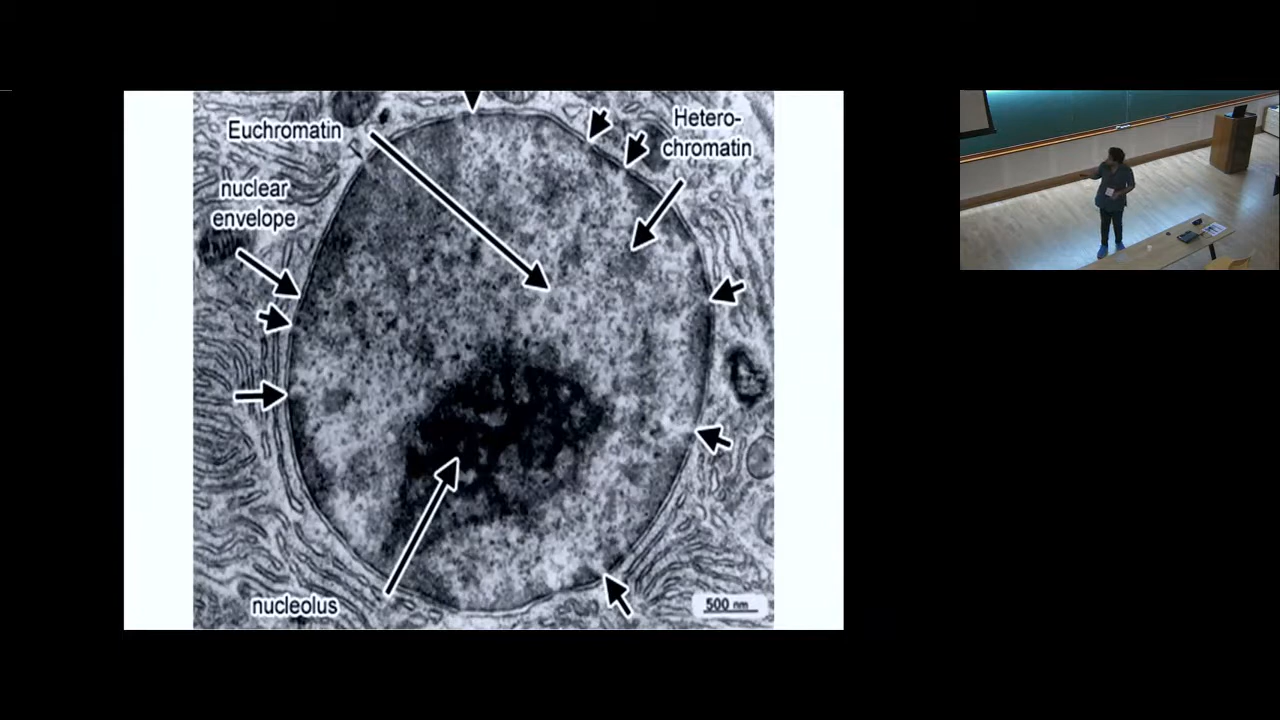 Euchromatin
nuclear
envelope
Hetero-
chromatin
nucleolus
500 nm